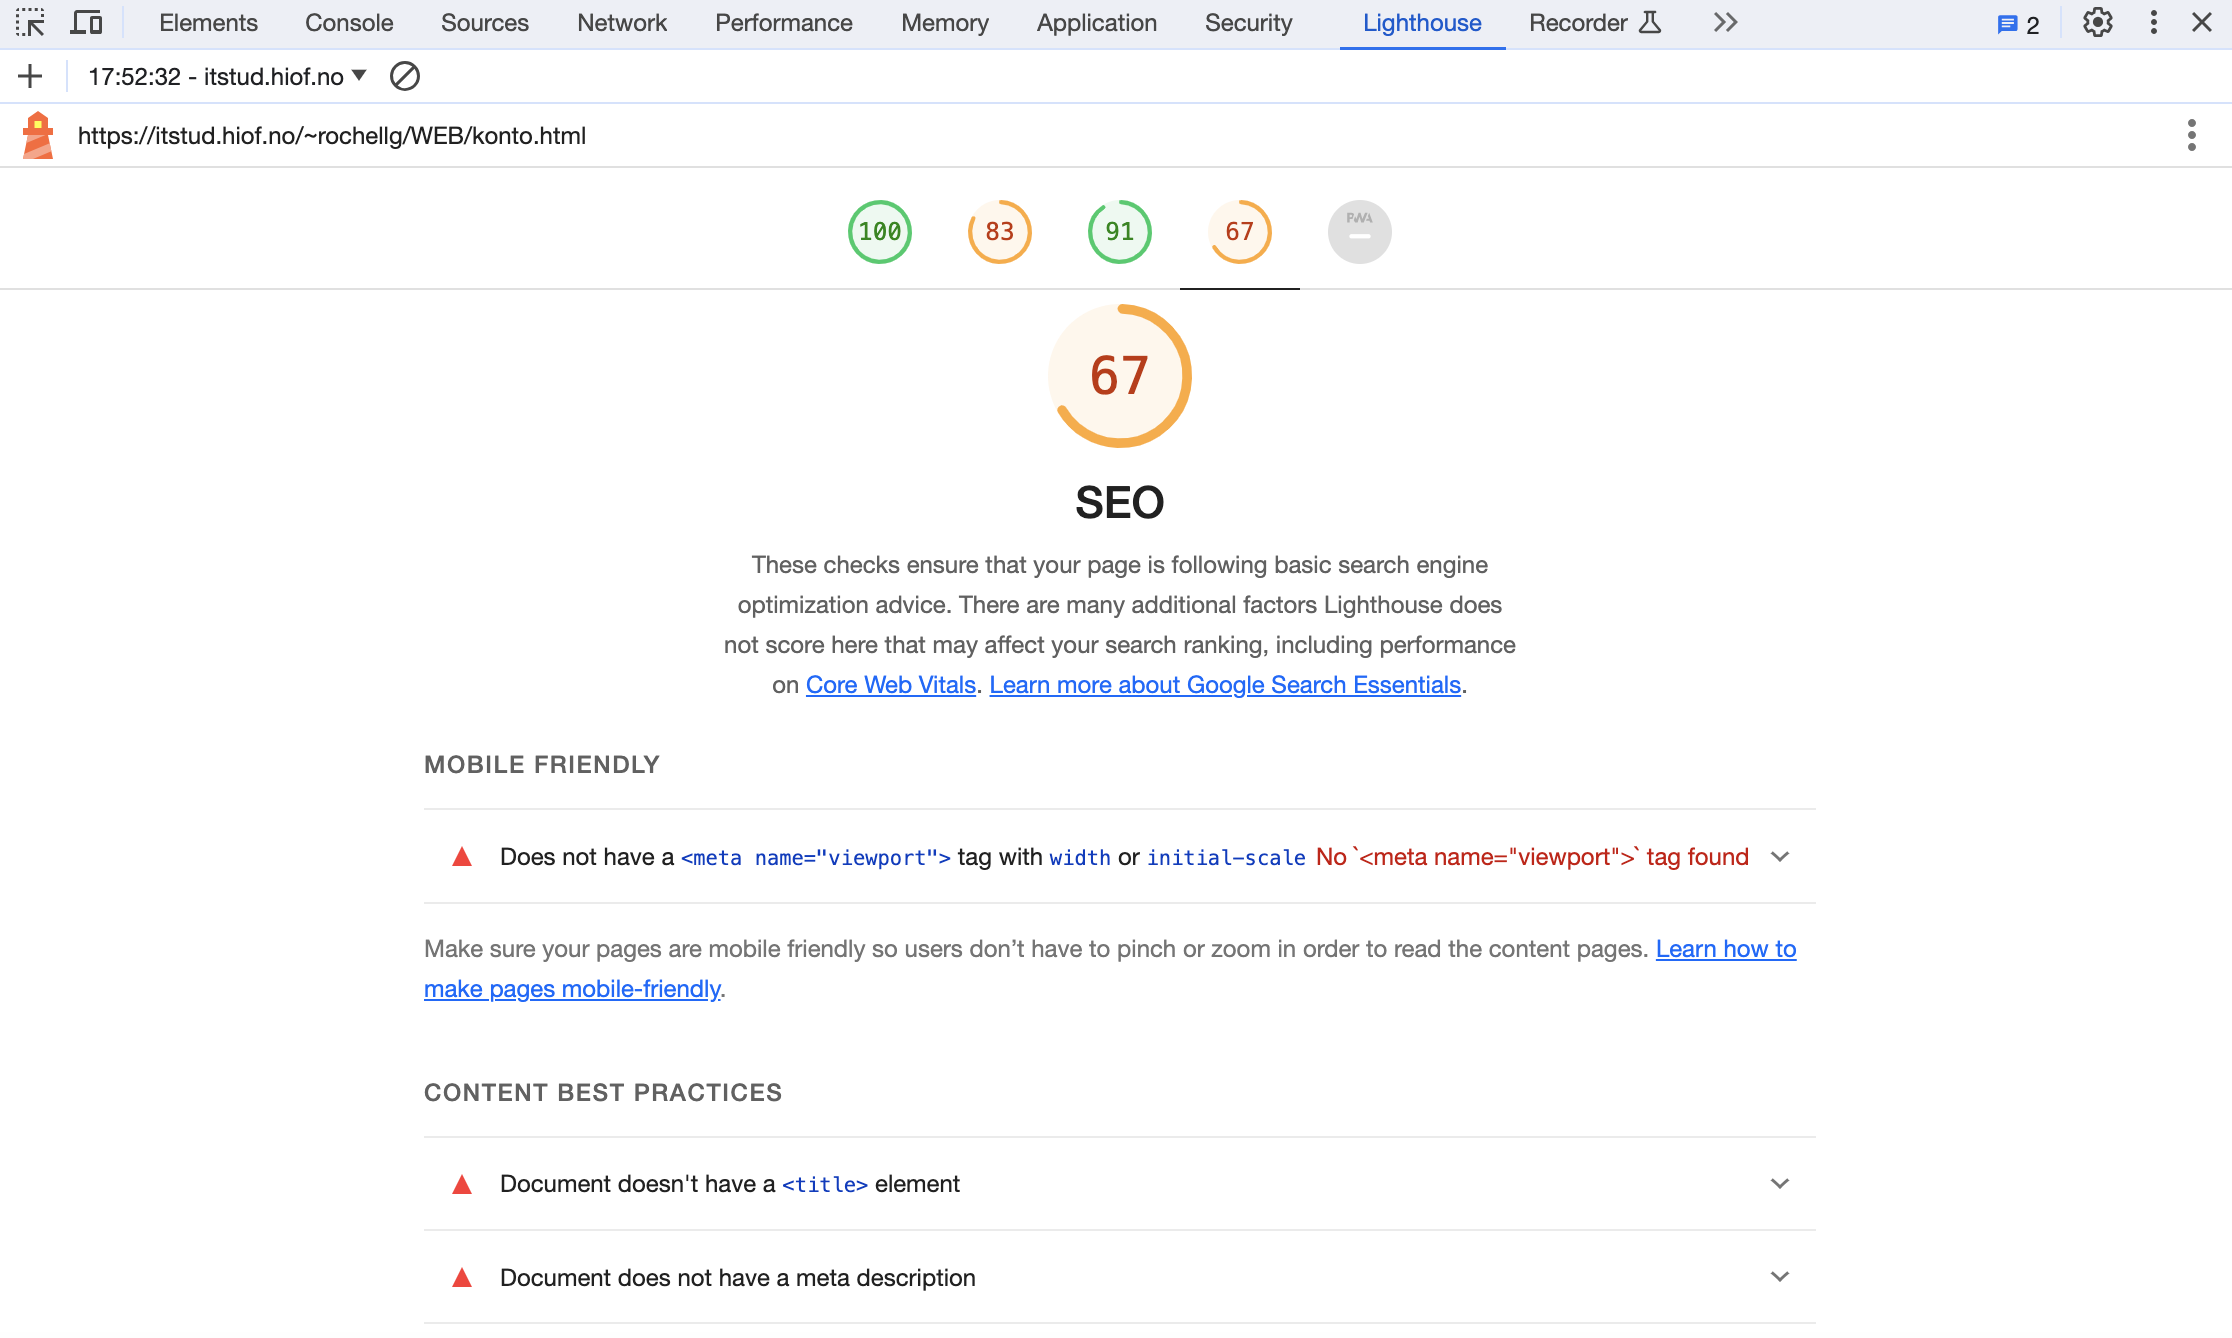 Elements Console Sources Network Performance Memory Application Security Lighthouse Recorder 2
17:52:32 - itstud.hiof.no
https://itstud.hiof.no/~rochellg/WEB/konto.html
100 83 91 67 PWA
67
SEO
These checks ensure that your page is following basic search engine
optimization advice. There are many additional factors Lighthouse does
not score here that may affect your search ranking, including performance
on Core Web Vitals. Learn more about Google Search Essentials.
MOBILE FRIENDLY
Does not have a <meta name="viewport"> tag with width or initial-scale No `<meta name="viewport">` tag found
Make sure your pages are mobile friendly so users don’t have to pinch or zoom in order to read the content pages. Learn how to
make pages mobile-friendly.
CONTENT BEST PRACTICES
Document doesn't have a <title> element
Document does not have a meta description